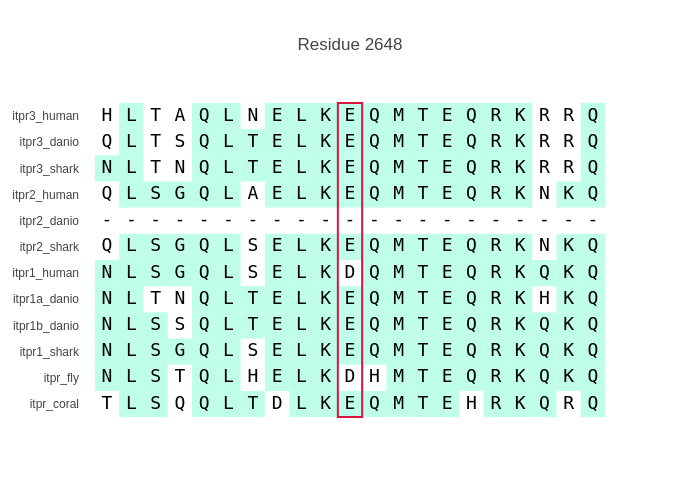 Residue 2648
itpr3_human H L T A Q L N E L K E Q M T E Q R K R R Q
itpr3_danio Q L T S Q L T E L K E Q M T E Q R K R R Q
itpr3_shark N L T N Q L T E L K E Q M T E Q R K R R Q
itpr2_human Q L S G Q L A E L K E Q M T E Q R K N K Q
itpr2_danio - - - - - - - - - - - - - - - - - - - - -
itpr2_shark Q L S G Q L S E L K E Q M T E Q R K N K Q
itpr1_human N L S G Q L S E L K D Q M T E Q R K Q K Q
itpr1a_danio N L T N Q L T E L K E Q M T E Q R K H K Q
itpr1b_danio N L S S Q L T E L K E Q M T E Q R K Q K Q
itpr1_shark N L S G Q L S E L K E Q M T E Q R K Q K Q
itpr_fly N L S T Q L H E L K D H M T E Q R K Q K Q
itpr_coral T L S Q Q L T D L K E Q M T E H R K Q R Q